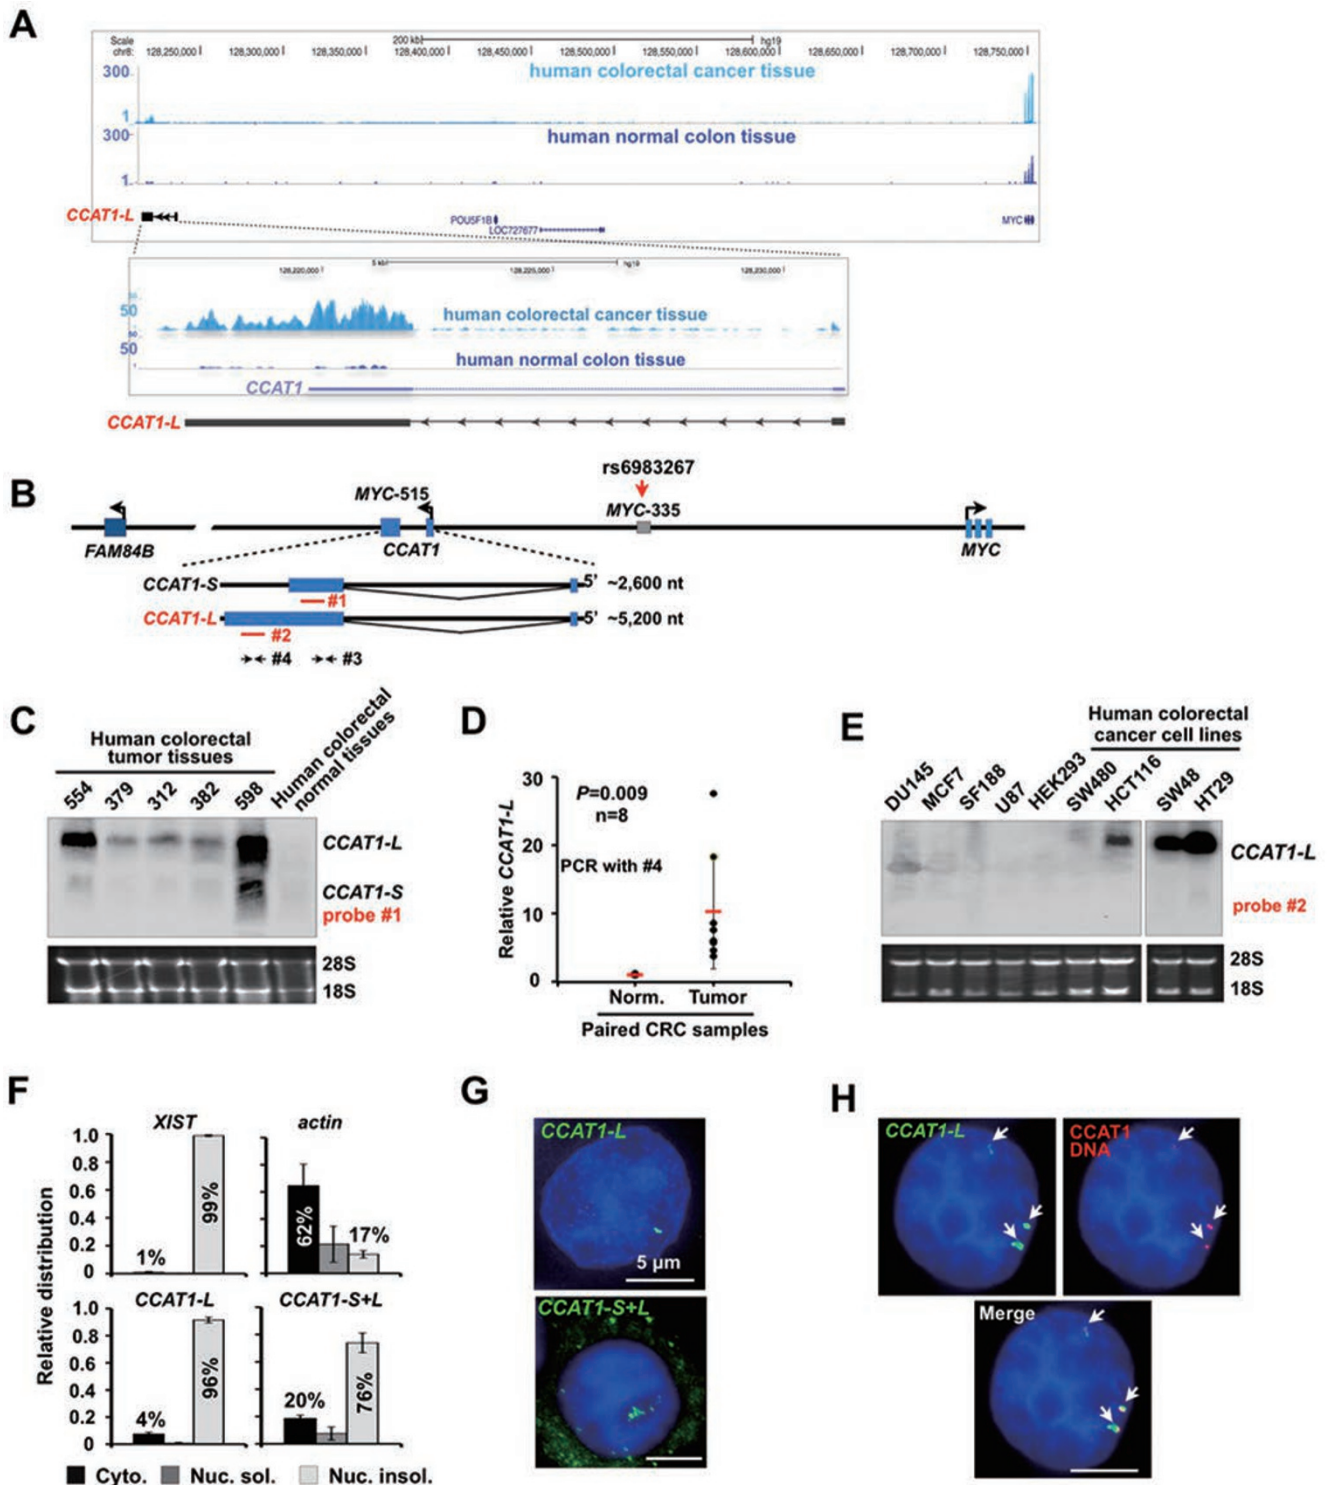 A
Scale 200 kb hg19
chr8: 128,250,000 128,300,000 128,350,000 128,400,000 128,450,000 128,500,000 128,550,000 128,600,000 128,650,000 128,700,000 128,750,000
300
human colorectal cancer tissue
1
300
human normal colon tissue
1
CCAT1-L
POU5F1B
LOC727677
MYC
5 kb hg19
128,220,000 128,225,000 128,230,000
50
human colorectal cancer tissue
50
human normal colon tissue
CCAT1
CCAT1-L
B
rs6983267
MYC-515
MYC-335
FAM84B
CCAT1
MYC
CCAT1-S 5' ~2,600 nt
#1
CCAT1-L 5' ~5,200 nt
#2
#4 #3
C
Human colorectal tumor tissues
Human colorectal normal tissues
554 379 312 382 598
CCAT1-L
CCAT1-S
probe #1
28S
18S
D
Relative CCAT1-L
30
20
10
0
P=0.009
n=8
PCR with #4
Norm. Tumor
Paired CRC samples
E
Human colorectal
cancer cell lines
DU145 MCF7 SF188 U87 HEK293 SW480 HCT116 SW48 HT29
CCAT1-L
probe #2
28S
18S
F
Relative distribution
XIST
1.0
0.8
0.6
0.4
0.2
0
1%
99%
actin
62%
17%
CCAT1-L
1.0
0.8
0.6
0.4
0.2
0
4%
96%
CCAT1-S+L
20%
76%
Cyto. Nuc. sol. Nuc. insol.
G
CCAT1-L
5 µm
CCAT1-S+L
H
CCAT1-L
CCAT1
DNA
Merge